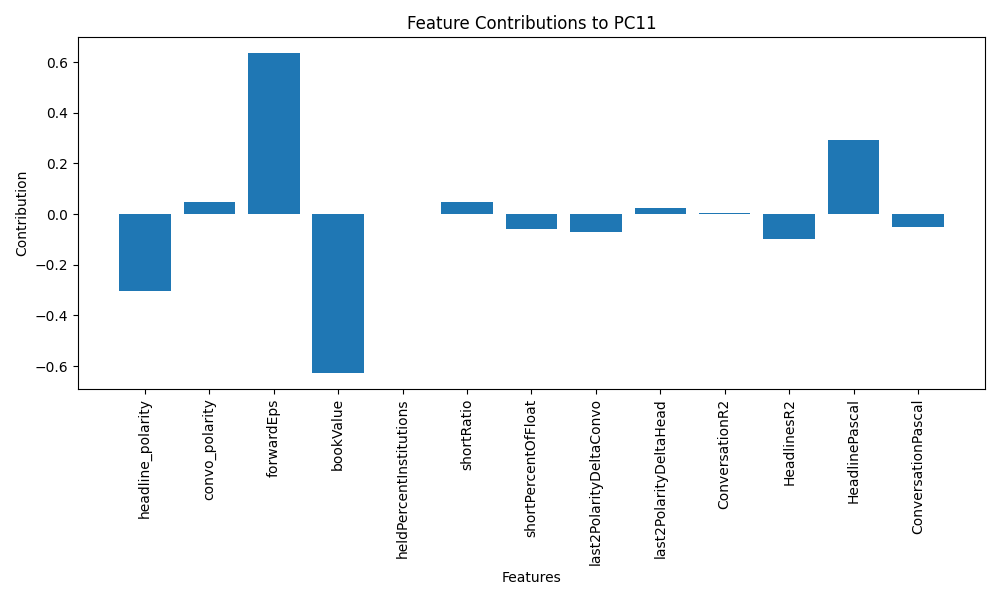 Feature Contributions to PC11
Contribution
0.6
0.4
0.2
0.0
−0.2
−0.4
−0.6
headline_polarity
convo_polarity
forwardEps
bookValue
heldPercentInstitutions
shortRatio
shortPercentOfFloat
last2PolarityDeltaConvo
last2PolarityDeltaHead
ConversationR2
HeadlinesR2
HeadlinePascal
ConversationPascal
Features